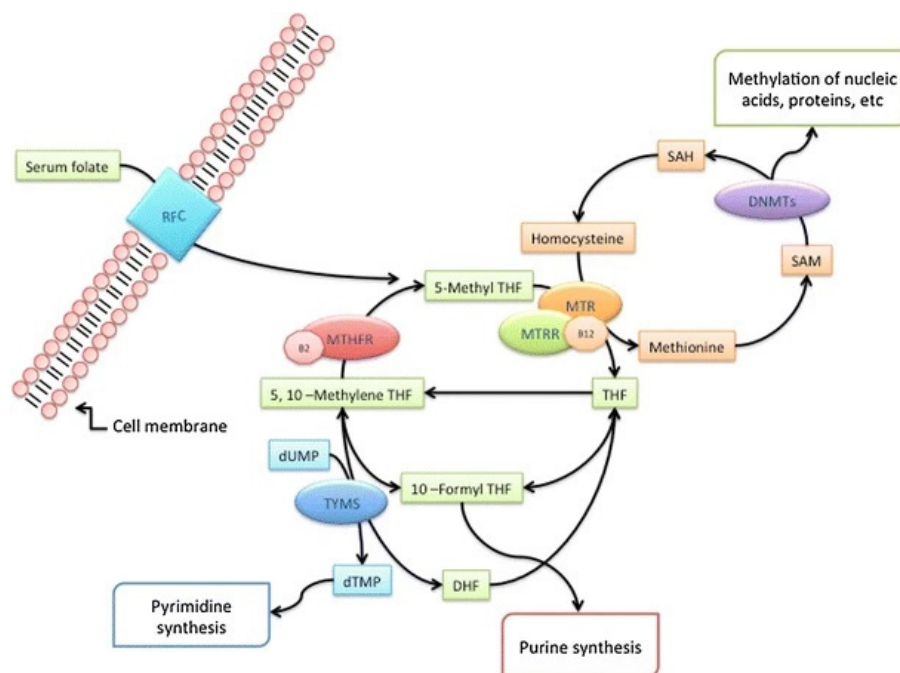 Methylation of nucleic
acids, proteins, etc
Serum folate
SAH
RFC
DNMTs
Homocysteine
SAM
5-Methyl THF
MTR
MTRR
B12
B2
MTHFR
Methionine
5, 10 –Methylene THF
THF
Cell membrane
dUMP
10 –Formyl THF
TYMS
dTMP
DHF
Pyrimidine
synthesis
Purine synthesis